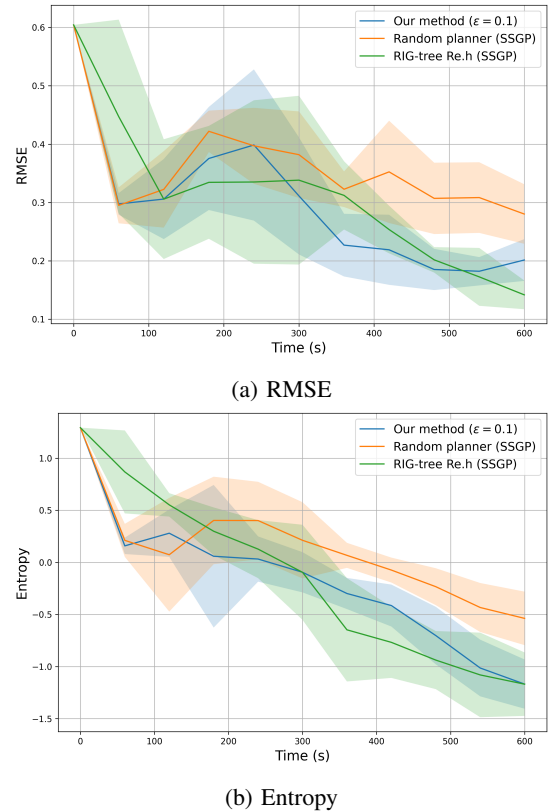 0.6
0.5
0.4
0.3
0.2
0.1
RMSE
Our method (ε = 0.1)
Random planner (SSGP)
RIG-tree Re.h (SSGP)
0 100 200 300 400 500 600
Time (s)
(a) RMSE
1.0
0.5
0.0
−0.5
−1.0
−1.5
Entropy
Our method (ε = 0.1)
Random planner (SSGP)
RIG-tree Re.h (SSGP)
0 100 200 300 400 500 600
Time (s)
(b) Entropy